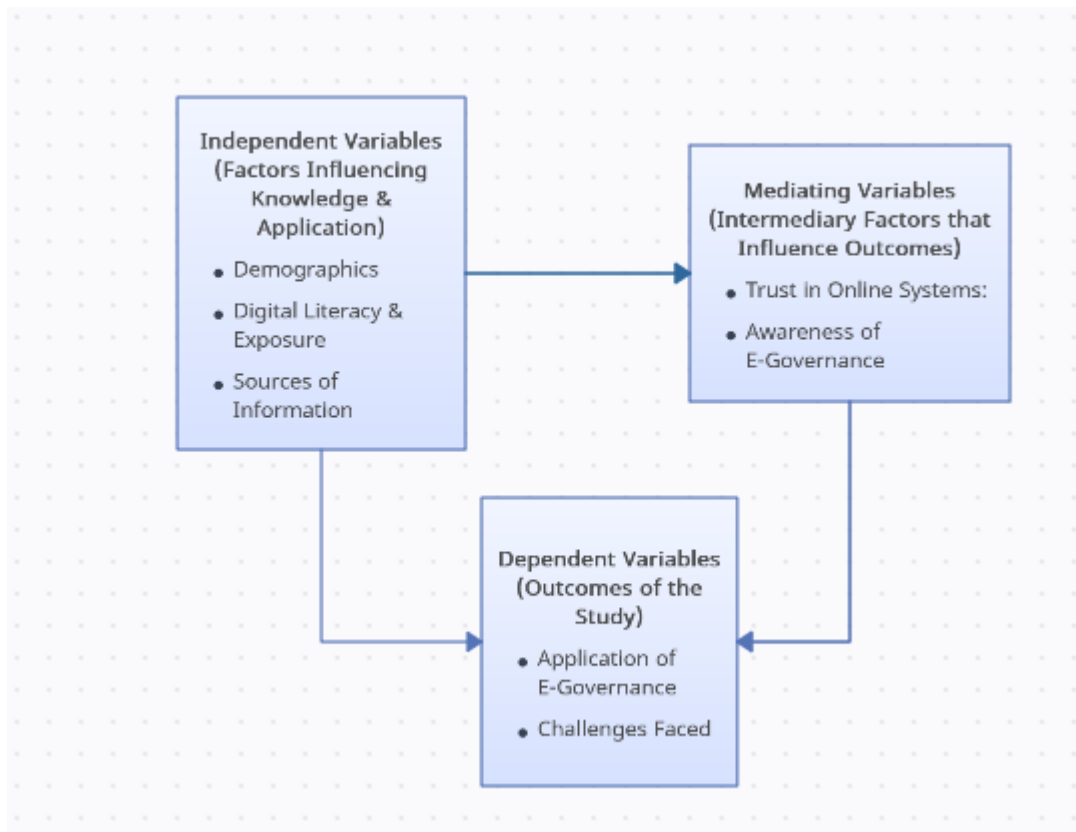 Independent Variables
(Factors Influencing
Knowledge &
Application)
• Demographics
• Digital Literacy &
Exposure
• Sources of
Information
Mediating Variables
(Intermediary Factors that
Influence Outcomes)
• Trust in Online Systems:
• Awareness of
E-Governance
Dependent Variables
(Outcomes of the
Study)
• Application of
E-Governance
• Challenges Faced